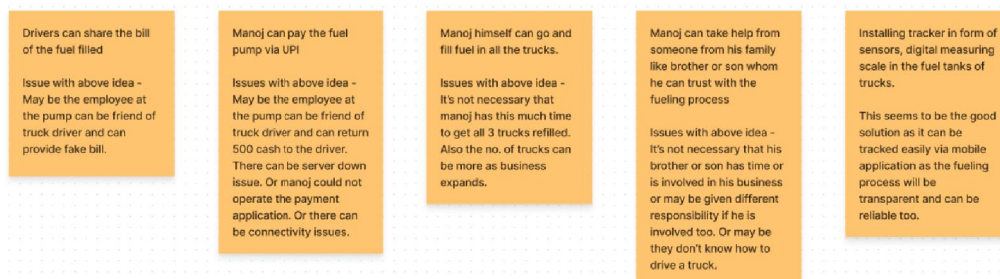 Drivers can share the bill
of the fuel filled
Issue with above idea -
May be the employee at
the pump can be friend of
truck driver and can
provide fake bill.
Manoj can pay the fuel
pump via UPI
Issues with above idea -
May be the employee at
the pump can be friend of
truck driver and can return
500 cash to the driver.
There can be server down
issue. Or manoj could not
operate the payment
application. Or there can
be connectivity issues.
Manoj himself can go and
fill fuel in all the trucks.
Issues with above idea -
It's not necessary that
manoj has this much time
to get all 3 trucks refilled.
Also the no. of trucks can
be more as business
expands.
Manoj can take help from
someone from his family
like brother or son whom
he can trust with the
fueling process
Issues with above idea -
It's not necessary that his
brother or son has time or
is involved in his business
or may be given different
responsibility if he is
involved too. Or may be
they don't know how to
drive a truck.
Installing tracker in form of
sensors, digital measuring
scale in the fuel tanks of
trucks.
This seems to be the good
solution as it can be
tracked easily via mobile
application as the fueling
process will be
transparent and can be
reliable too.